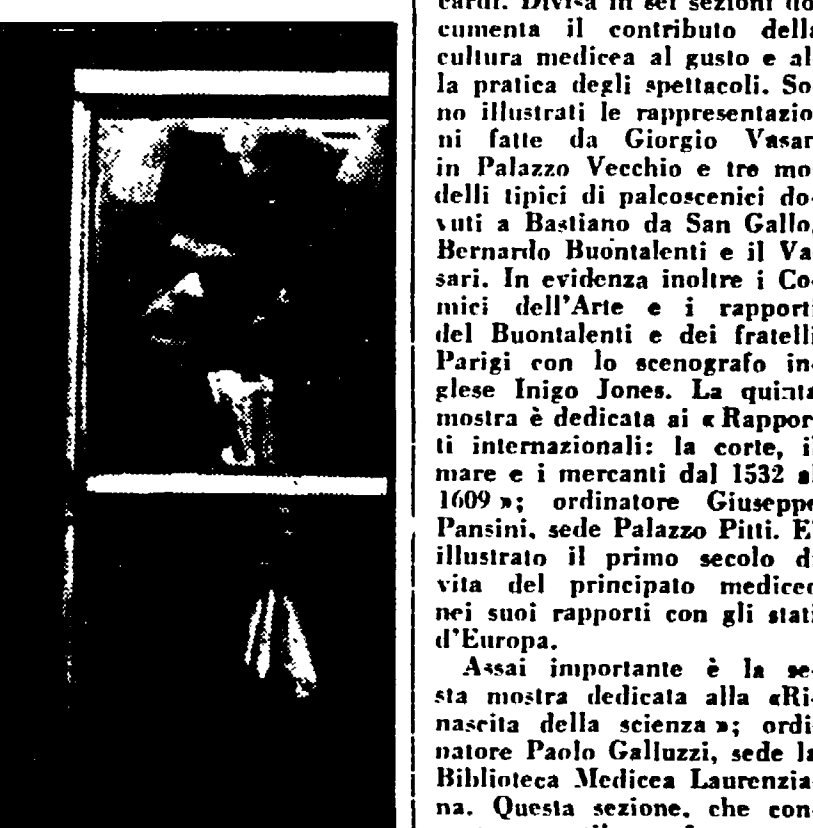 cardi. Divisa in sei sezioni do
cumenta il contributo della
cultura medicea al gusto e al
la pratica degli spettacoli. So
no illustrati le rappresentazio
ni fatte da Giorgio Vasar
in Palazzo Vecchio e tre mo
delli tipici di palcoscenici do-
vuti a Bastiano da San Gallo,
Bernardo Buontalenti e il Va
sari. In evidenza inoltre i Co-
mici dell'Arte e i rapporti
del Buontalenti e dei fratelli
Parigi con lo scenografo in-
glese Inigo Jones. La quinta
mostra è dedicata ai «Rappor
ti internazionali: la corte, il
mare e i mercanti dal 1532 al
1609»; ordinatore Giuseppe
Pansini, sede Palazzo Pitti. E'
illustrato il primo secolo di
vita del principato mediceo
nei suoi rapporti con gli stati
d'Europa.
Assai importante è la se-
sta mostra dedicata alla «Ri-
nascita della scienza»; ordi
natore Paolo Galluzzi, sede la
Biblioteca Medicea Laurenzia-
na. Questa sezione, che con-